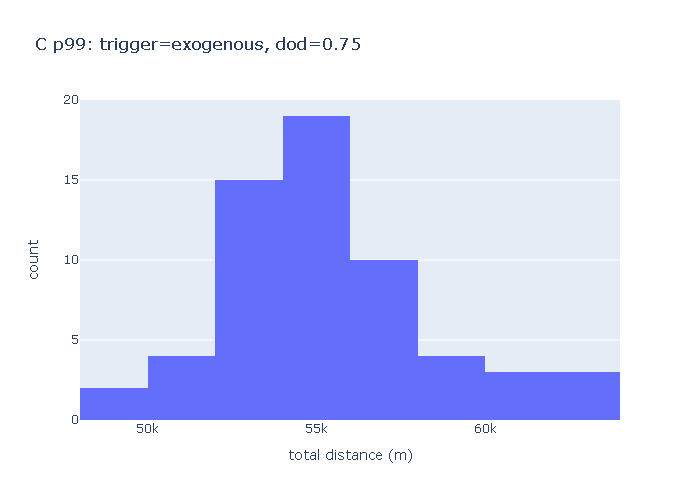 C p99: trigger=exogenous, dod=0.75
20
15
10
5
0
count
50k
55k
60k
total distance (m)